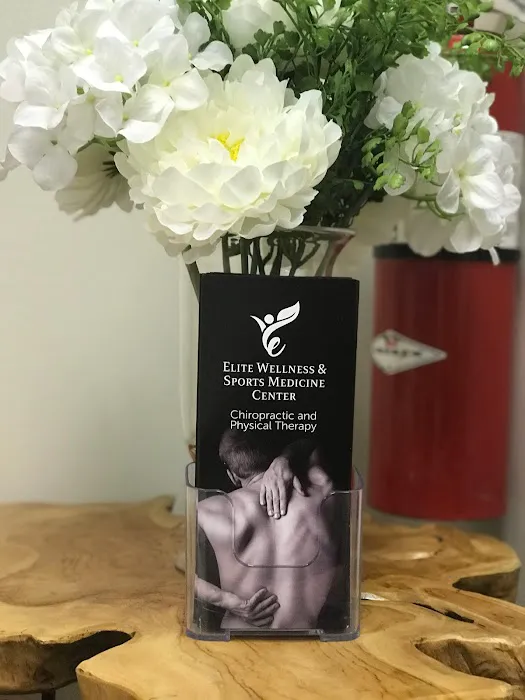 Elite Wellness &
Sports Medicine
Center
Chiropractic and
Physical Therapy